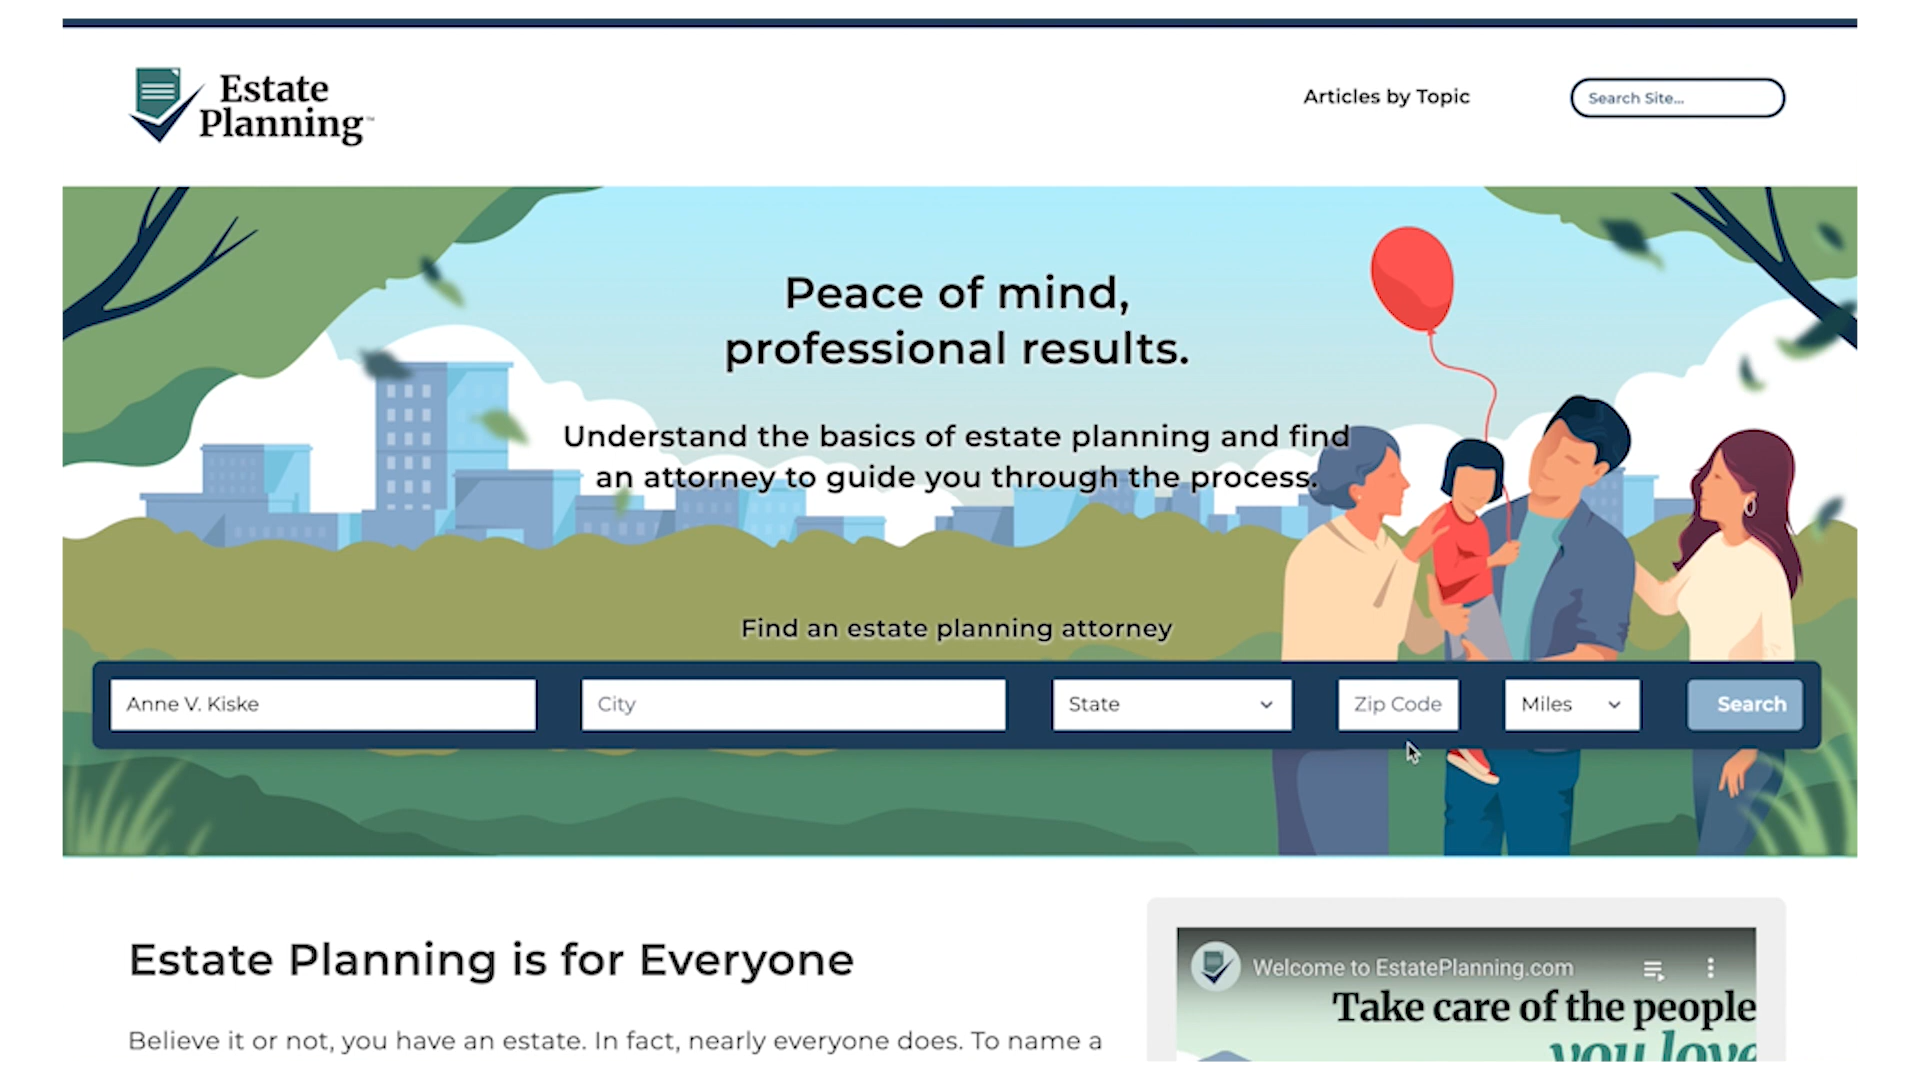 Estate
Planning™
Articles by Topic
Search Site...
Peace of mind,
professional results.
Understand the basics of estate planning and find
an attorney to guide you through the process.
Find an estate planning attorney
Anne V. Kiske
City
State
Zip Code
Miles
Search
Estate Planning is for Everyone
Believe it or not, you have an estate. In fact, nearly everyone does. To name a
Welcome to EstatePlanning.com
Take care of the people
you love